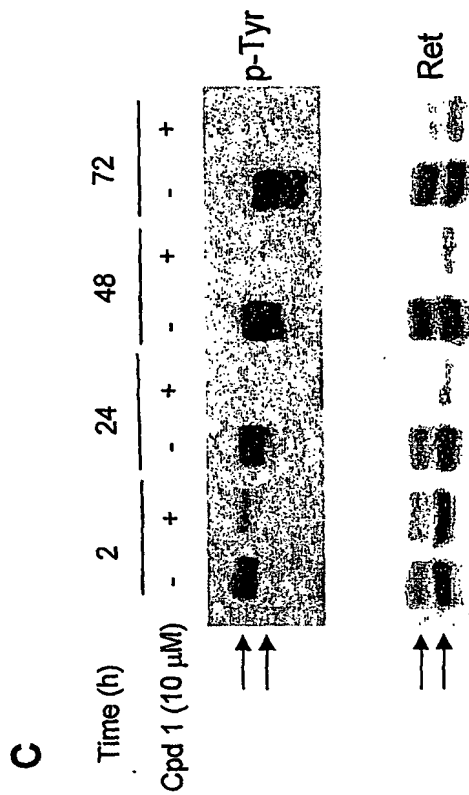 C
Time (h) 2 24 48 72
Cpd 1 (10 μM) - + - + - + - +
p-Tyr
Ret